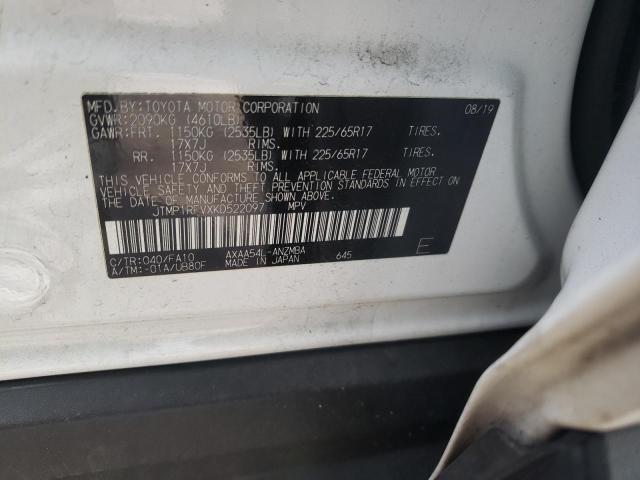 MFD. BY: TOYOTA MOTOR CORPORATION 08/19
GVWR: 2090KG (4610LB)
GAWR: FRT. 1150KG (2535LB) WITH 225/65R17 TIRES.
17X7J RIMS.
RR. 1150KG (2535LB) WITH 225/65R17 TIRES.
17X7J RIMS.
THIS VEHICLE CONFORMS TO ALL APPLICABLE FEDERAL MOTOR
VEHICLE SAFETY AND THEFT PREVENTION STANDARDS IN EFFECT ON
THE DATE OF MANUFACTURE SHOWN ABOVE.
JTMP1RFVXKD522097 MPV
C/TR: 040/FA10 AXAA54L-ANZMBA 645 E
A/TM: -01A/UB80F MADE IN JAPAN